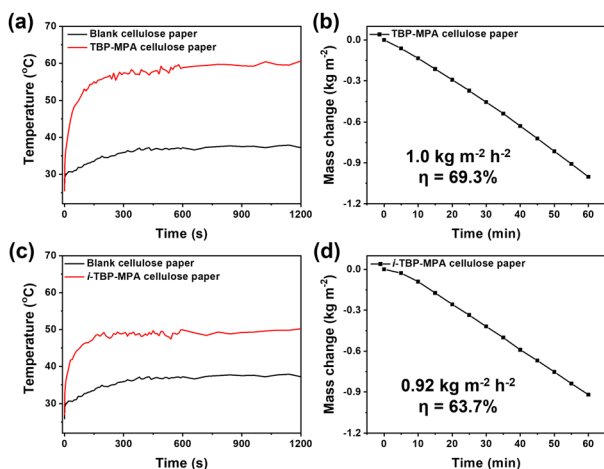 (a)
Blank cellulose paper
TBP-MPA cellulose paper
Temperature (°C)
70
60
50
40
30
0
300
600
900
1200
Time (s)
(b)
TBP-MPA cellulose paper
Mass change (kg m⁻²)
0.0
-0.3
-0.6
-0.9
-1.2
1.0 kg m⁻² h⁻²
η = 69.3%
0
10
20
30
40
50
60
Time (min)
(c)
Blank cellulose paper
i-TBP-MPA cellulose paper
Temperature (°C)
70
60
50
40
30
0
300
600
900
1200
Time (s)
(d)
i-TBP-MPA cellulose paper
Mass change (kg m⁻²)
0.0
-0.3
-0.6
-0.9
-1.2
0.92 kg m⁻² h⁻²
η = 63.7%
0
10
20
30
40
50
60
Time (min)